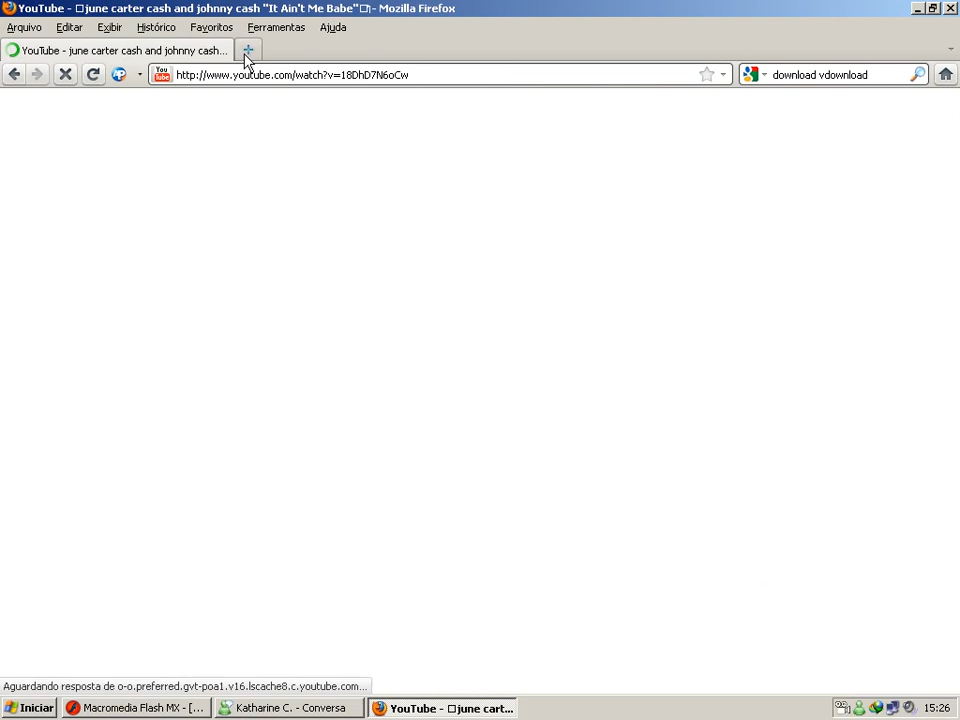 YouTube - june carter cash and johnny cash "It Ain't Me Babe" - Mozilla Firefox
Arquivo Editar Exibir Histórico Favoritos Ferramentas Ajuda
YouTube - june carter cash and johnny cash...
http://www.youtube.com/watch?v=18DhD7N6oCw
download vdownload
Aguardando resposta de o-o.preferred.gvt-poa1.v16.lscache8.c.youtube.com...
Iniciar Macromedia Flash MX - [... Katharine C. - Conversa YouTube - june cart... 15:26